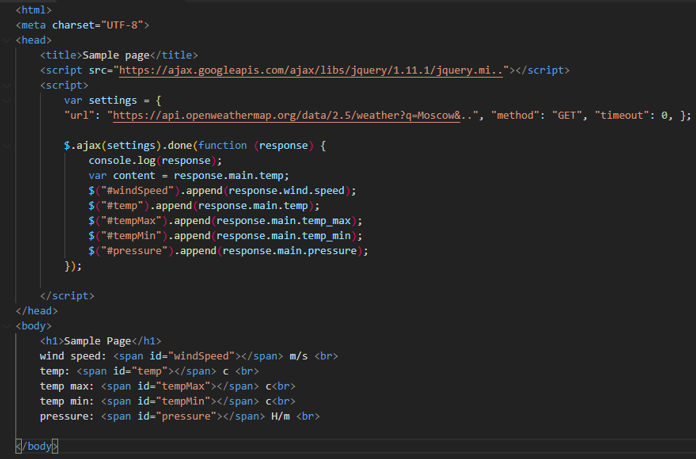 <html>
<meta charset="UTF-8">
<head>
    <title>Sample page</title>
    <script src="https://ajax.googleapis.com/ajax/libs/jquery/1.11.1/jquery.mi.."></script>
    <script>
        var settings = {
        "url": "https://api.openweathermap.org/data/2.5/weather?q=Moscow&..", "method": "GET", "timeout": 0, };

        $.ajax(settings).done(function (response) {
            console.log(response);
            var content = response.main.temp;
            $("#windSpeed").append(response.wind.speed);
            $("#temp").append(response.main.temp);
            $("#tempMax").append(response.main.temp_max);
            $("#tempMin").append(response.main.temp_min);
            $("#pressure").append(response.main.pressure);
        });

    </script>
</head>
<body>
    <h1>Sample Page</h1>
    wind speed: <span id="windSpeed"></span> m/s <br>
    temp: <span id="temp"></span> c <br>
    temp max: <span id="tempMax"></span> c<br>
    temp min: <span id="tempMin"></span> c<br>
    pressure: <span id="pressure"></span> H/m <br>

</body>